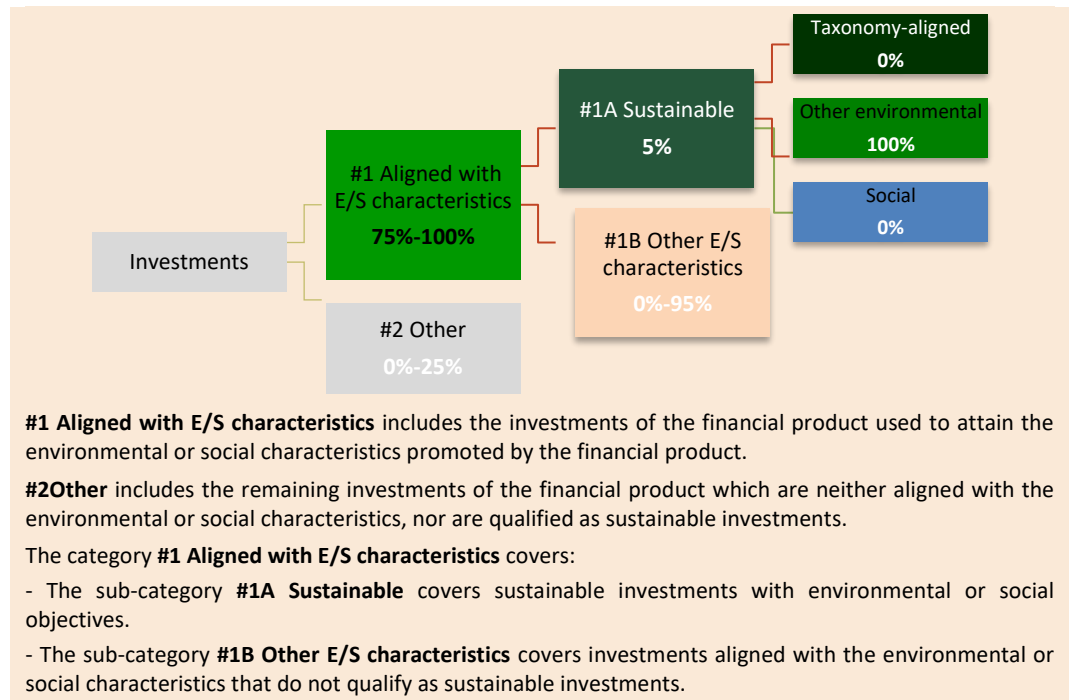 Taxonomy-aligned
0%
#1A Sustainable
5%
Other environmental
100%
#1 Aligned with
E/S characteristics
75%-100%
Social
0%
#1B Other E/S
characteristics
0%-95%
Investments
#2 Other
0%-25%
#1 Aligned with E/S characteristics includes the investments of the financial product used to attain the
environmental or social characteristics promoted by the financial product.
#2Other includes the remaining investments of the financial product which are neither aligned with the
environmental or social characteristics, nor are qualified as sustainable investments.
The category #1 Aligned with E/S characteristics covers:
- The sub-category #1A Sustainable covers sustainable investments with environmental or social
objectives.
- The sub-category #1B Other E/S characteristics covers investments aligned with the environmental or
social characteristics that do not qualify as sustainable investments.